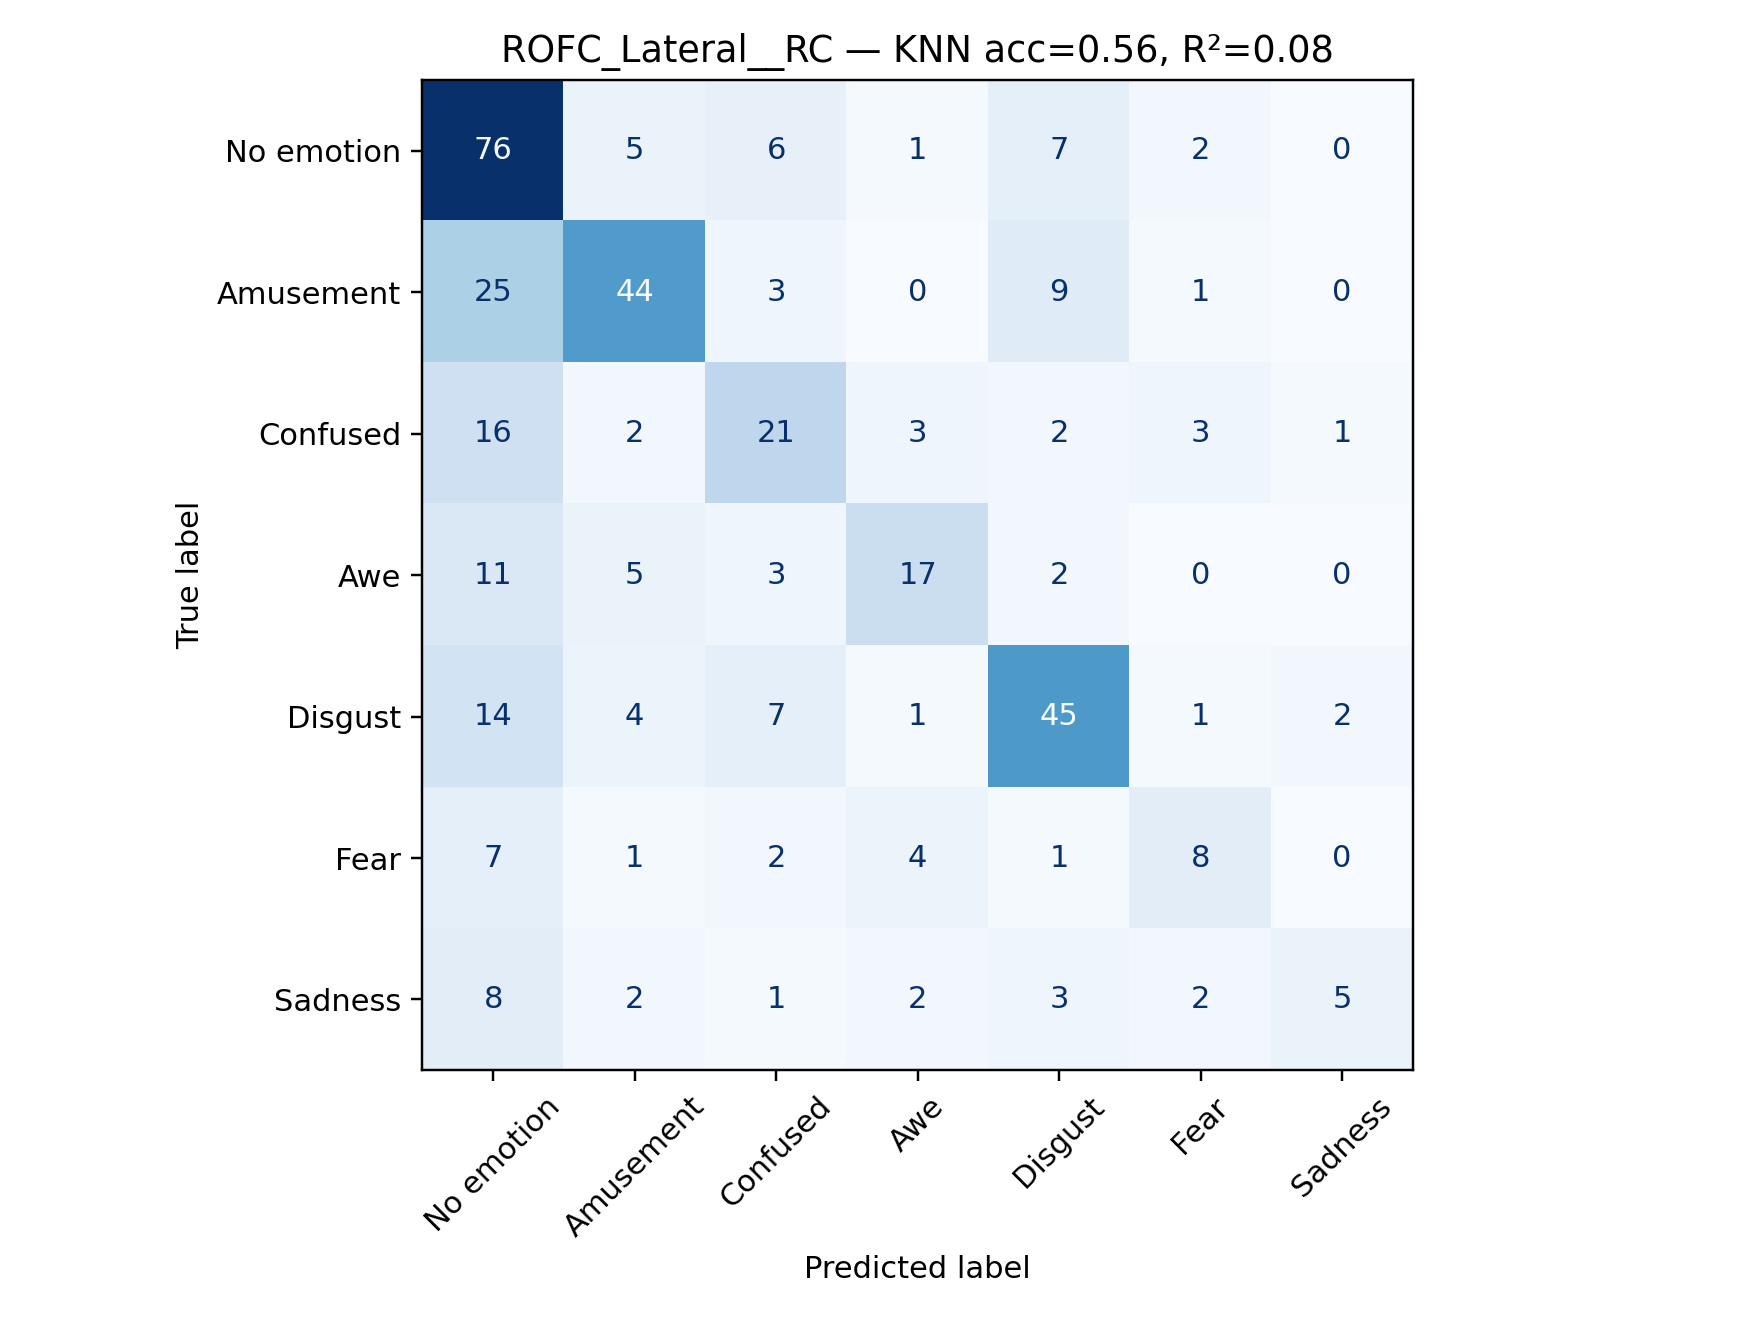 ROFC_Lateral__RC — KNN acc=0.56, R²=0.08
No emotion 76 5 6 1 7 2 0
Amusement 25 44 3 0 9 1 0
Confused 16 2 21 3 2 3 1
Awe 11 5 3 17 2 0 0
Disgust 14 4 7 1 45 1 2
Fear 7 1 2 4 1 8 0
Sadness 8 2 1 2 3 2 5
True label
No emotion Amusement Confused Awe Disgust Fear Sadness
Predicted label